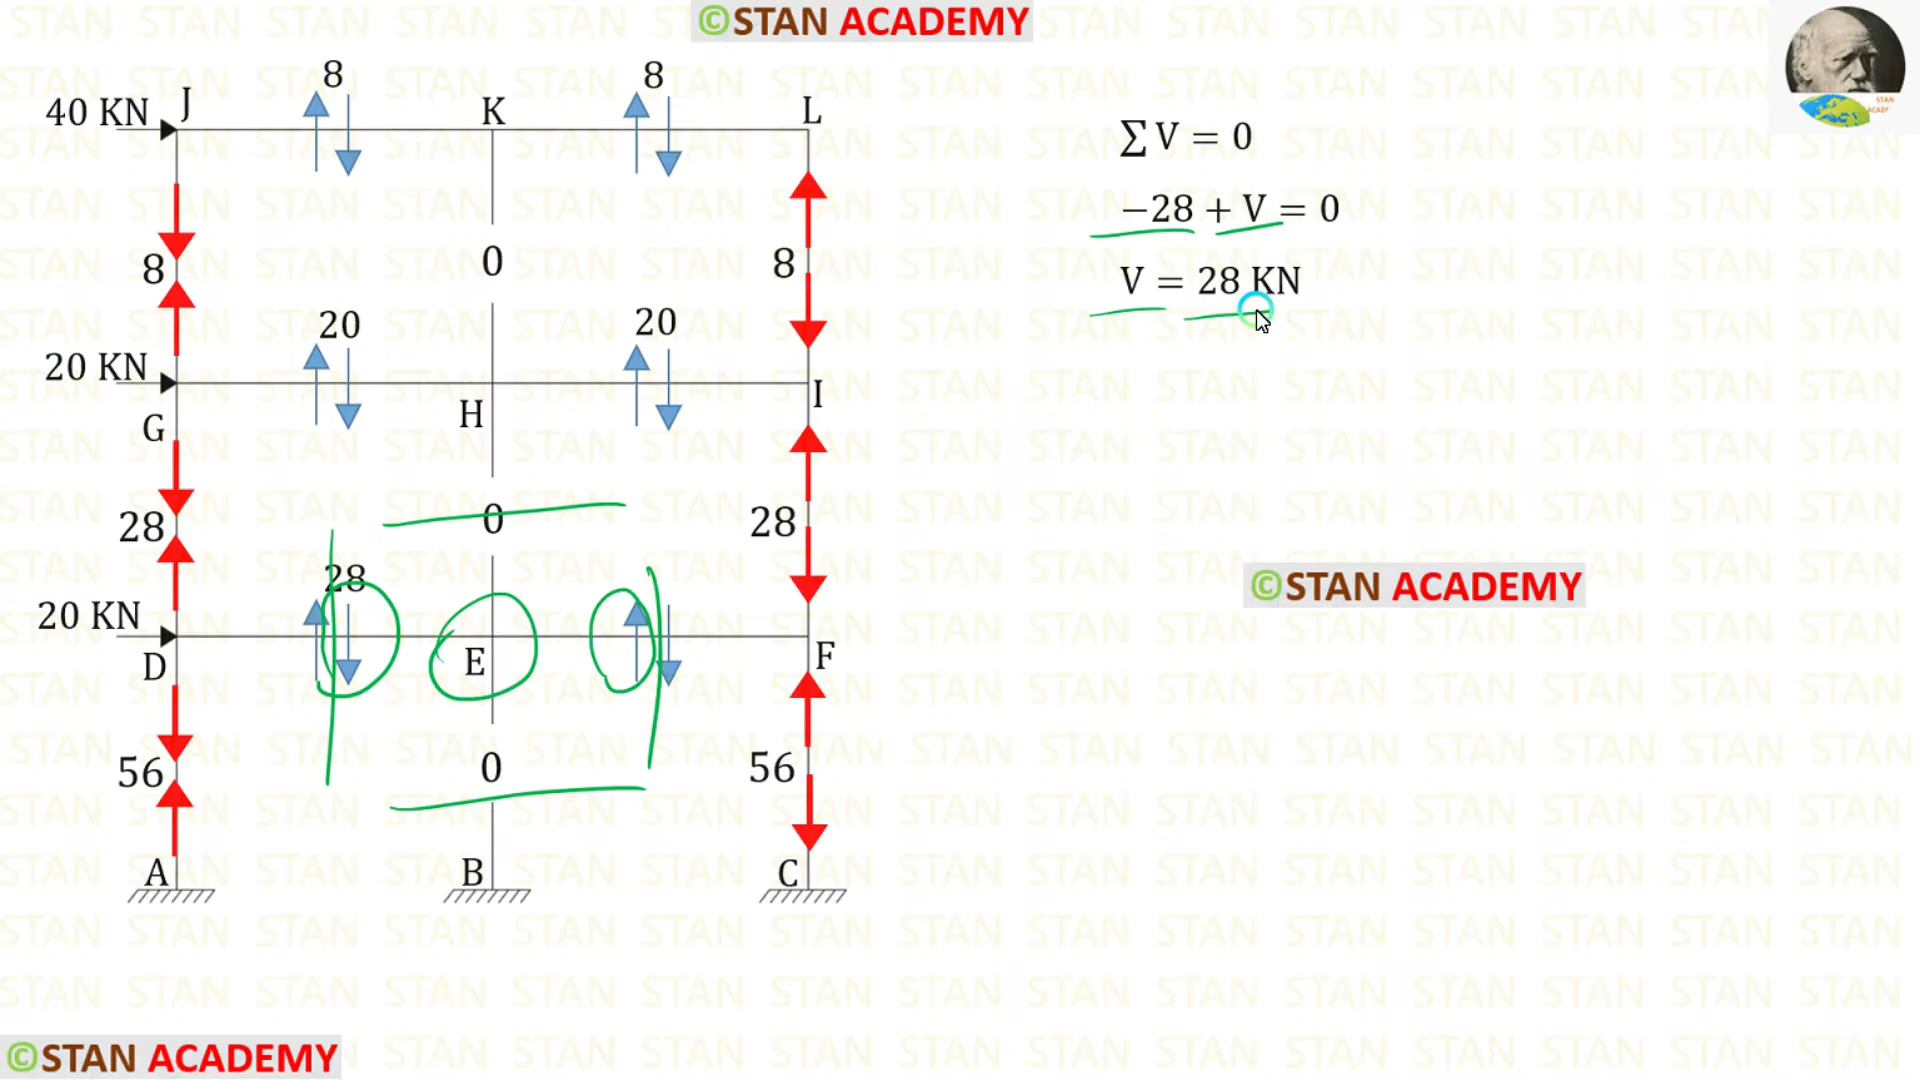 ©STAN ACADEMY
8 8
40 KN J K L
∑ V = 0
−28 + V = 0
8 0 8
V = 28 KN
20 20
20 KN
G H I
28 0 28
28
©STAN ACADEMY
20 KN
D E F
56 0 56
A B C
©STAN ACADEMY